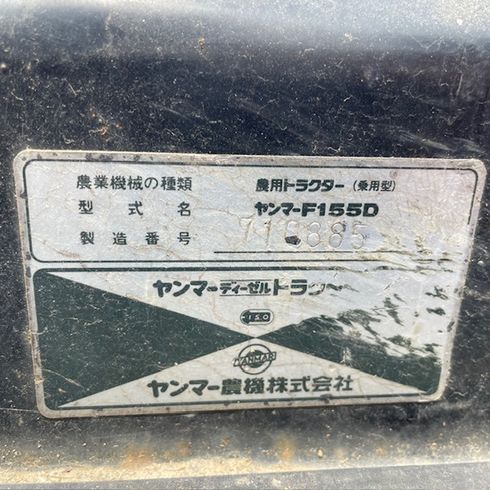 農業機械の種類 農用トラクター (乗用型)
型式名 ヤンマーF155D
製造番号
ヤンマーディーゼルトラクター
YANMAR
ヤンマー農機株式会社